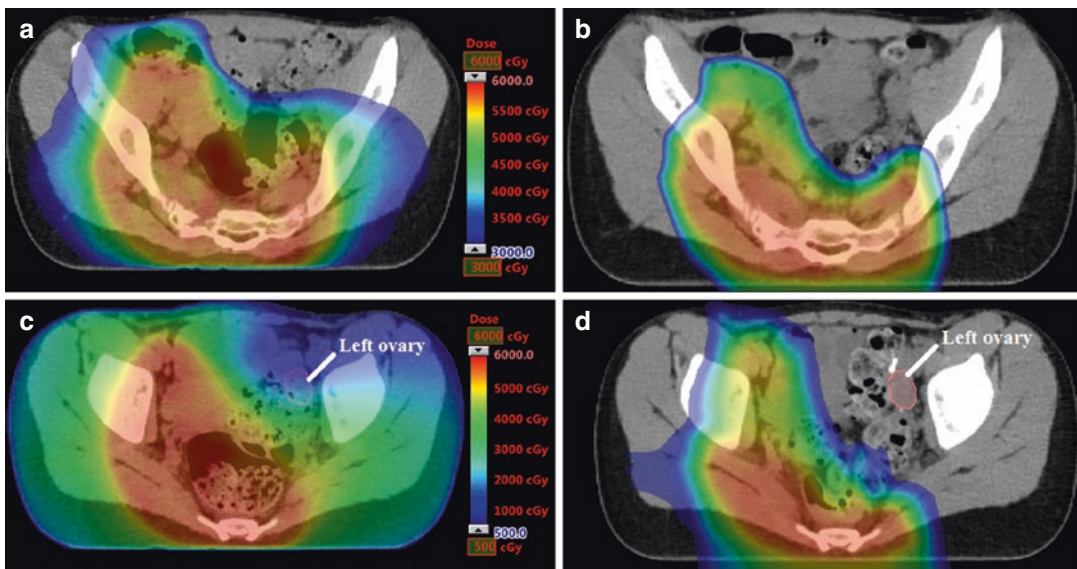 a
Dose
6000 cGy
6000.0
5500 cGy
5000 cGy
4500 cGy
4000 cGy
3500 cGy
3000.0
3000 cGy
b
c
Left ovary
Dose
6000 cGy
6000.0
5000 cGy
4000 cGy
3000 cGy
2000 cGy
1000 cGy
500.0
500 cGy
d
Left ovary